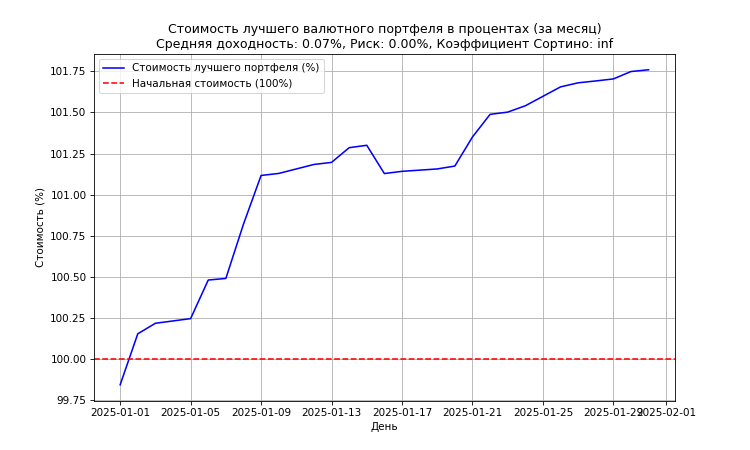 Стоимость лучшего валютного портфеля в процентах (за месяц)
Средняя доходность: 0.07%, Риск: 0.00%, Коэффициент Сортино: inf
Стоимость лучшего портфеля (%)
Начальная стоимость (100%)
Стоимость (%)
101.75
101.50
101.25
101.00
100.75
100.50
100.25
100.00
99.75
2025-01-01 2025-01-05 2025-01-09 2025-01-13 2025-01-17 2025-01-21 2025-01-25 2025-01-29 2025-02-01
День